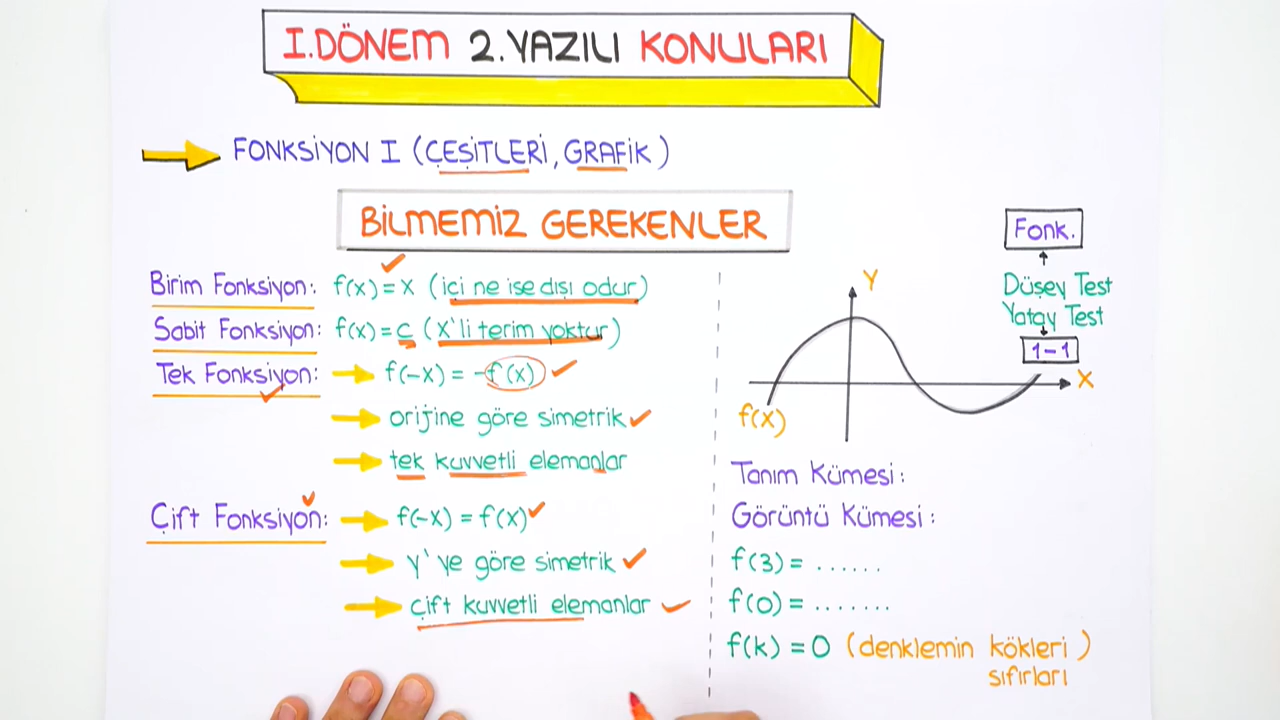 I.DÖNEM 2.YAZILI KONULARI
FONKSİYON I (ÇEŞİTLERİ, GRAFİK)
BİLMEMİZ GEREKENLER
Birim Fonksiyon: f(x)=x (içi ne ise dışı odur)
Sabit Fonksiyon: f(x)=c (x'li terim yoktur)
Tek Fonksiyon: f(-x) = -f(x)
orijine göre simetrik
tek kuvvetli elemanlar
Çift Fonksiyon: f(-x) = f(x)
y'ye göre simetrik
çift kuvvetli elemanlar
Fonk.
Düşey Test
Yatay Test
1-1
Y
X
f(x)
Tanım Kümesi:
Görüntü Kümesi:
f(3) = ......
f(0) = .......
f(k) = 0 (denklemin kökleri)
sıfırları